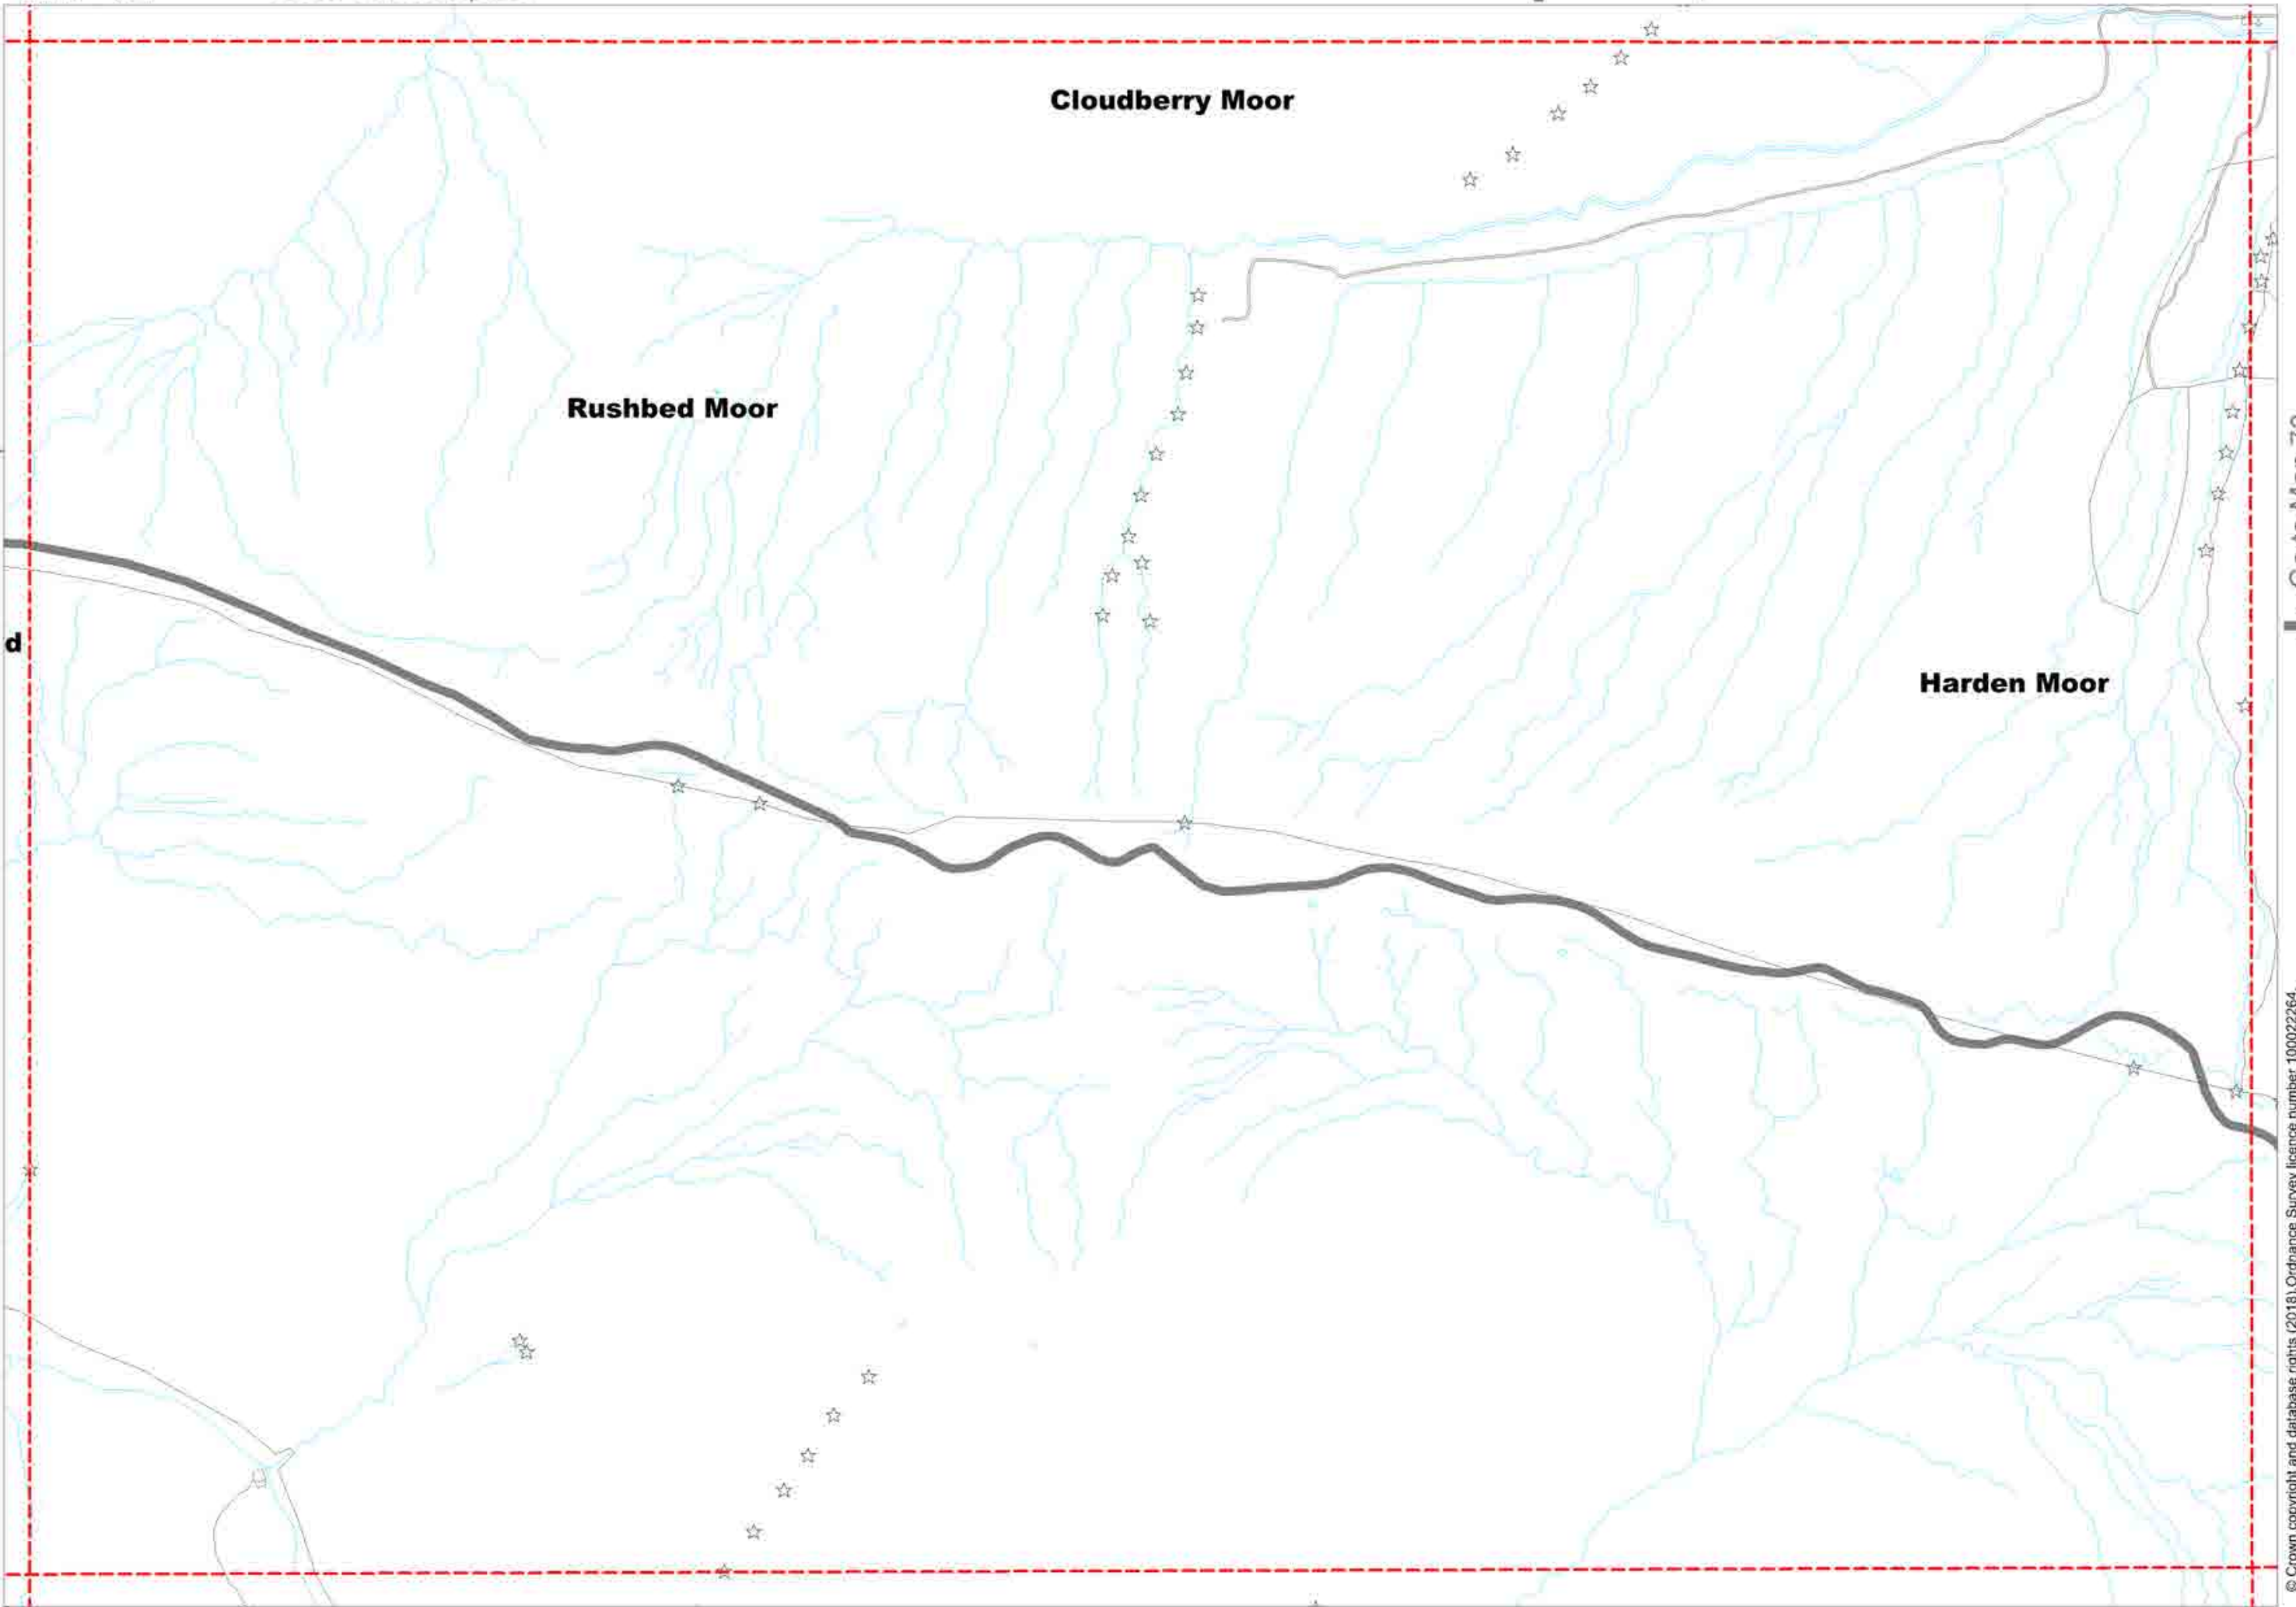 Cloudberry Moor
Rushbed Moor
d
Harden Moor
© Crown copyright and database rights (2018) Ordnance Survey licence number 100022264.